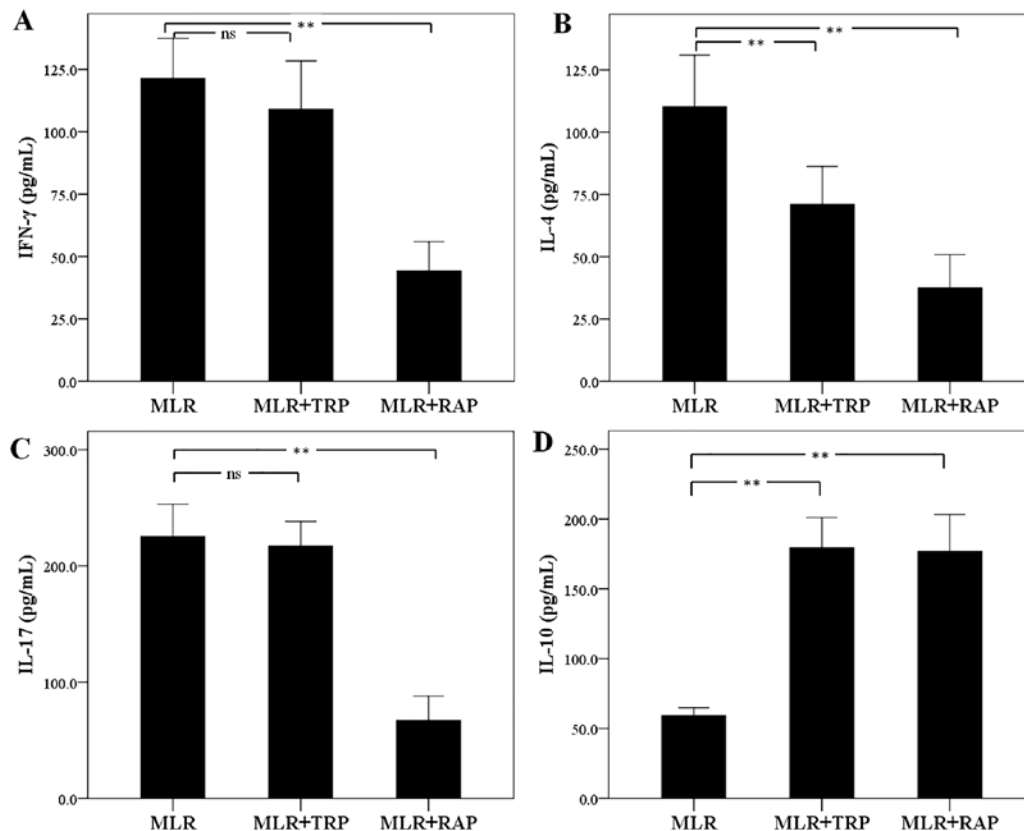 A
**
ns
125.0
100.0
75.0
50.0
25.0
0.0
IFN-γ (pg/mL)
MLR
MLR+TRP
MLR+RAP
B
**
**
125.0
100.0
75.0
50.0
25.0
0.0
IL-4 (pg/mL)
MLR
MLR+TRP
MLR+RAP
C
**
ns
300.0
200.0
100.0
0.0
IL-17 (pg/mL)
MLR
MLR+TRP
MLR+RAP
D
**
**
250.0
200.0
150.0
100.0
50.0
0.0
IL-10 (pg/mL)
MLR
MLR+TRP
MLR+RAP